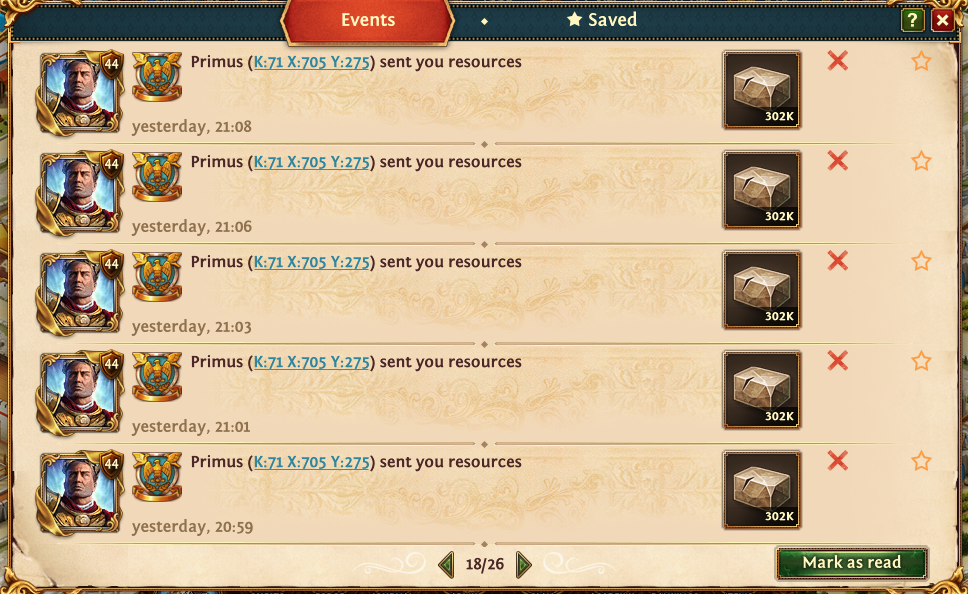 Events
★ Saved
?
44
Primus (K:71 X:705 Y:275) sent you resources
302K
yesterday, 21:08
44
Primus (K:71 X:705 Y:275) sent you resources
302K
yesterday, 21:06
44
Primus (K:71 X:705 Y:275) sent you resources
302K
yesterday, 21:03
44
Primus (K:71 X:705 Y:275) sent you resources
302K
yesterday, 21:01
44
Primus (K:71 X:705 Y:275) sent you resources
302K
yesterday, 20:59
18/26
Mark as read